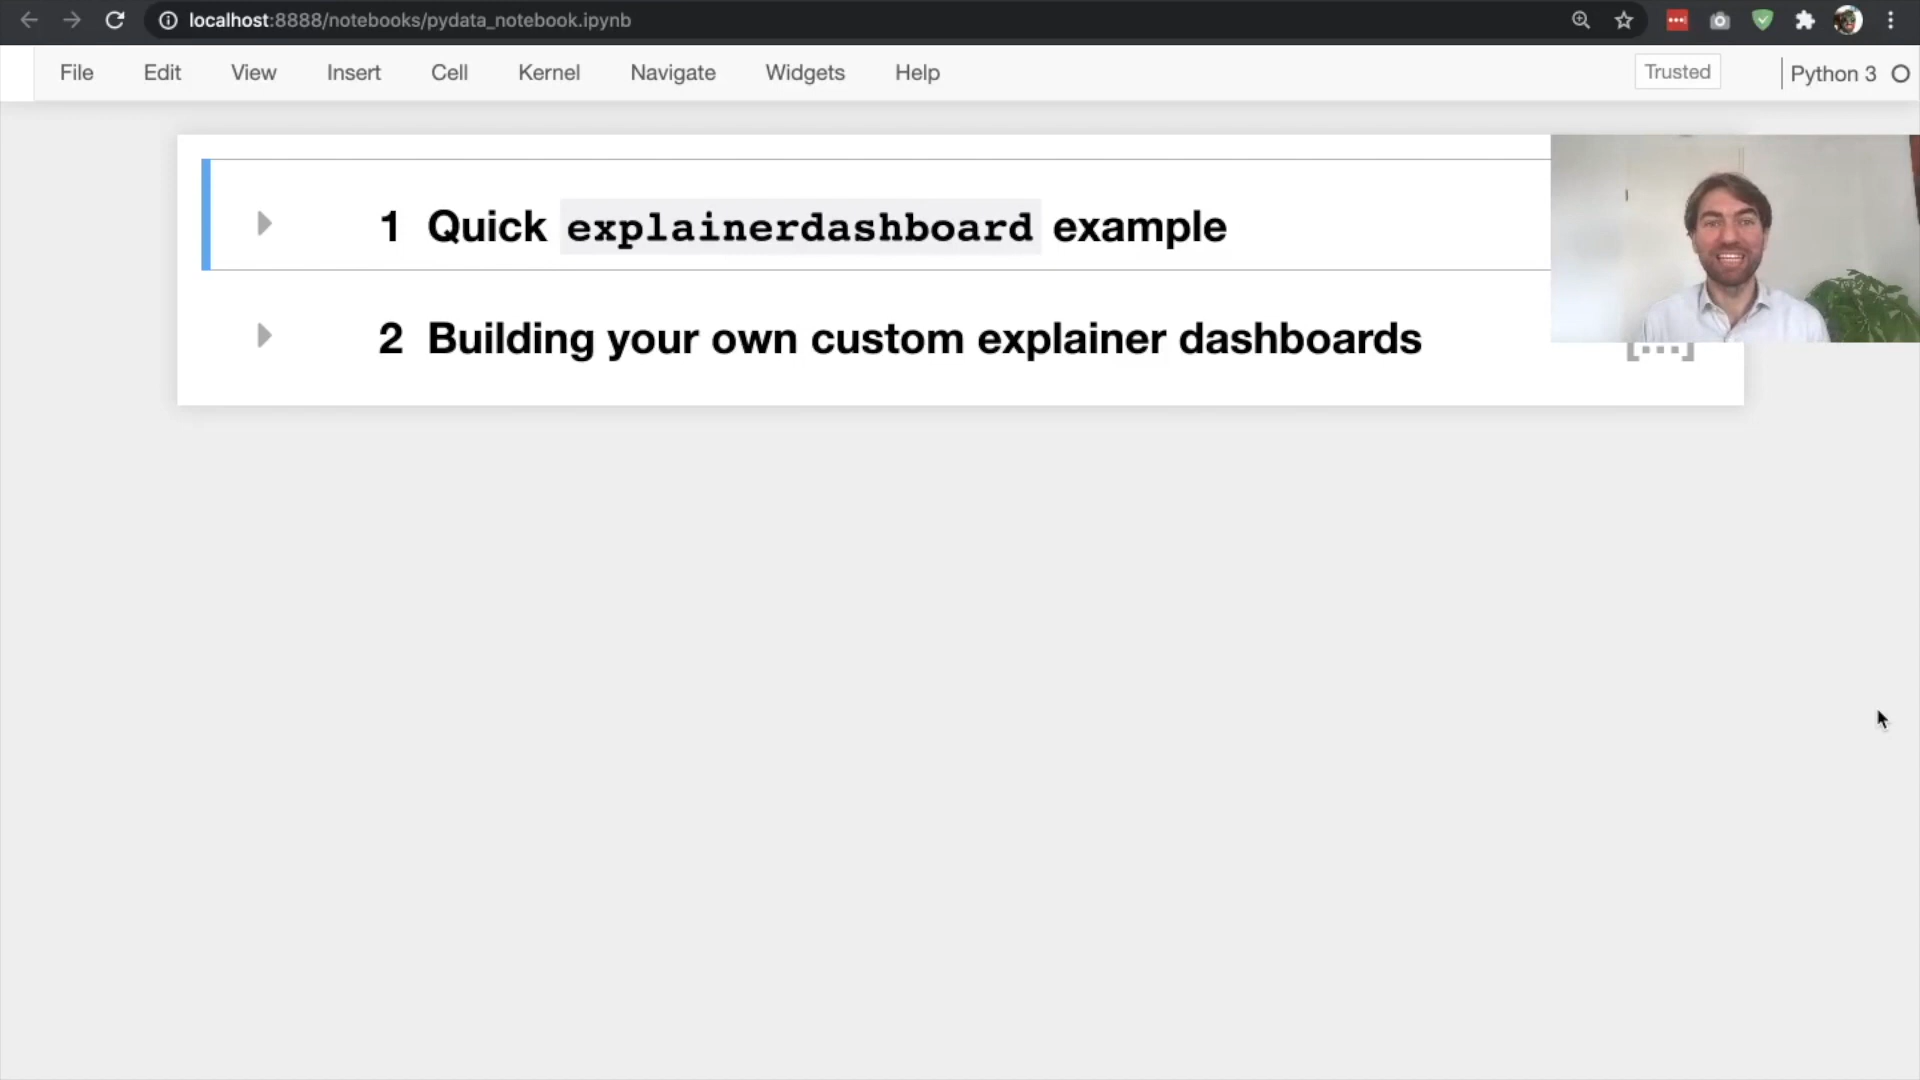 localhost:8888/notebooks/pydata_notebook.ipynb
File Edit View Insert Cell Kernel Navigate Widgets Help Trusted Python 3
1 Quick explainerdashboard example
2 Building your own custom explainer dashboards
[...]